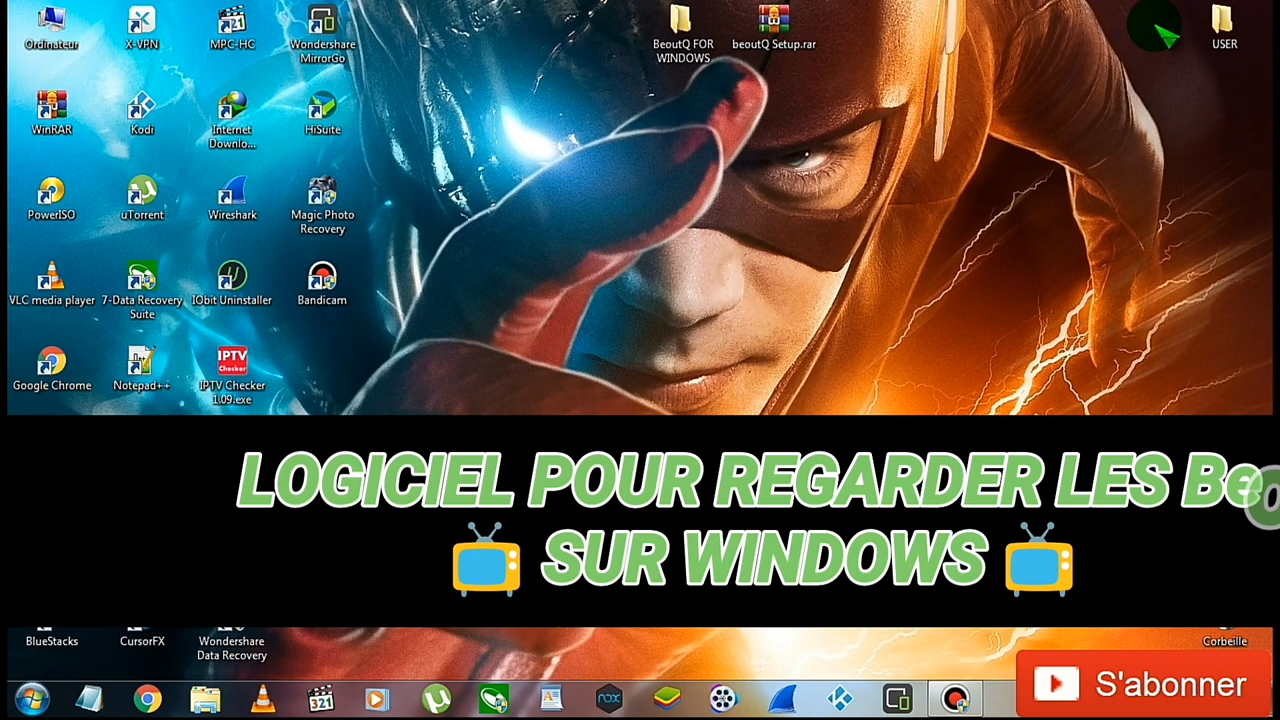 Ordinateur
X-VPN
MPC-HC
Wondershare
MirrorGo
BeoutQ FOR
WINDOWS
beoutQ Setup.rar
USER
WinRAR
Kodi
Internet
Downlo...
HiSuite
PowerISO
uTorrent
Wireshark
Magic Photo
Recovery
VLC media player
7-Data Recovery
Suite
IObit Uninstaller
Bandicam
IPTV
Checker
Google Chrome
Notepad++
IPTV Checker
1.09.exe
LOGICIEL POUR REGARDER LES Be
SUR WINDOWS
BlueStacks
CursorFX
Wondershare
Data Recovery
Corbeille
321
nox
S'abonner